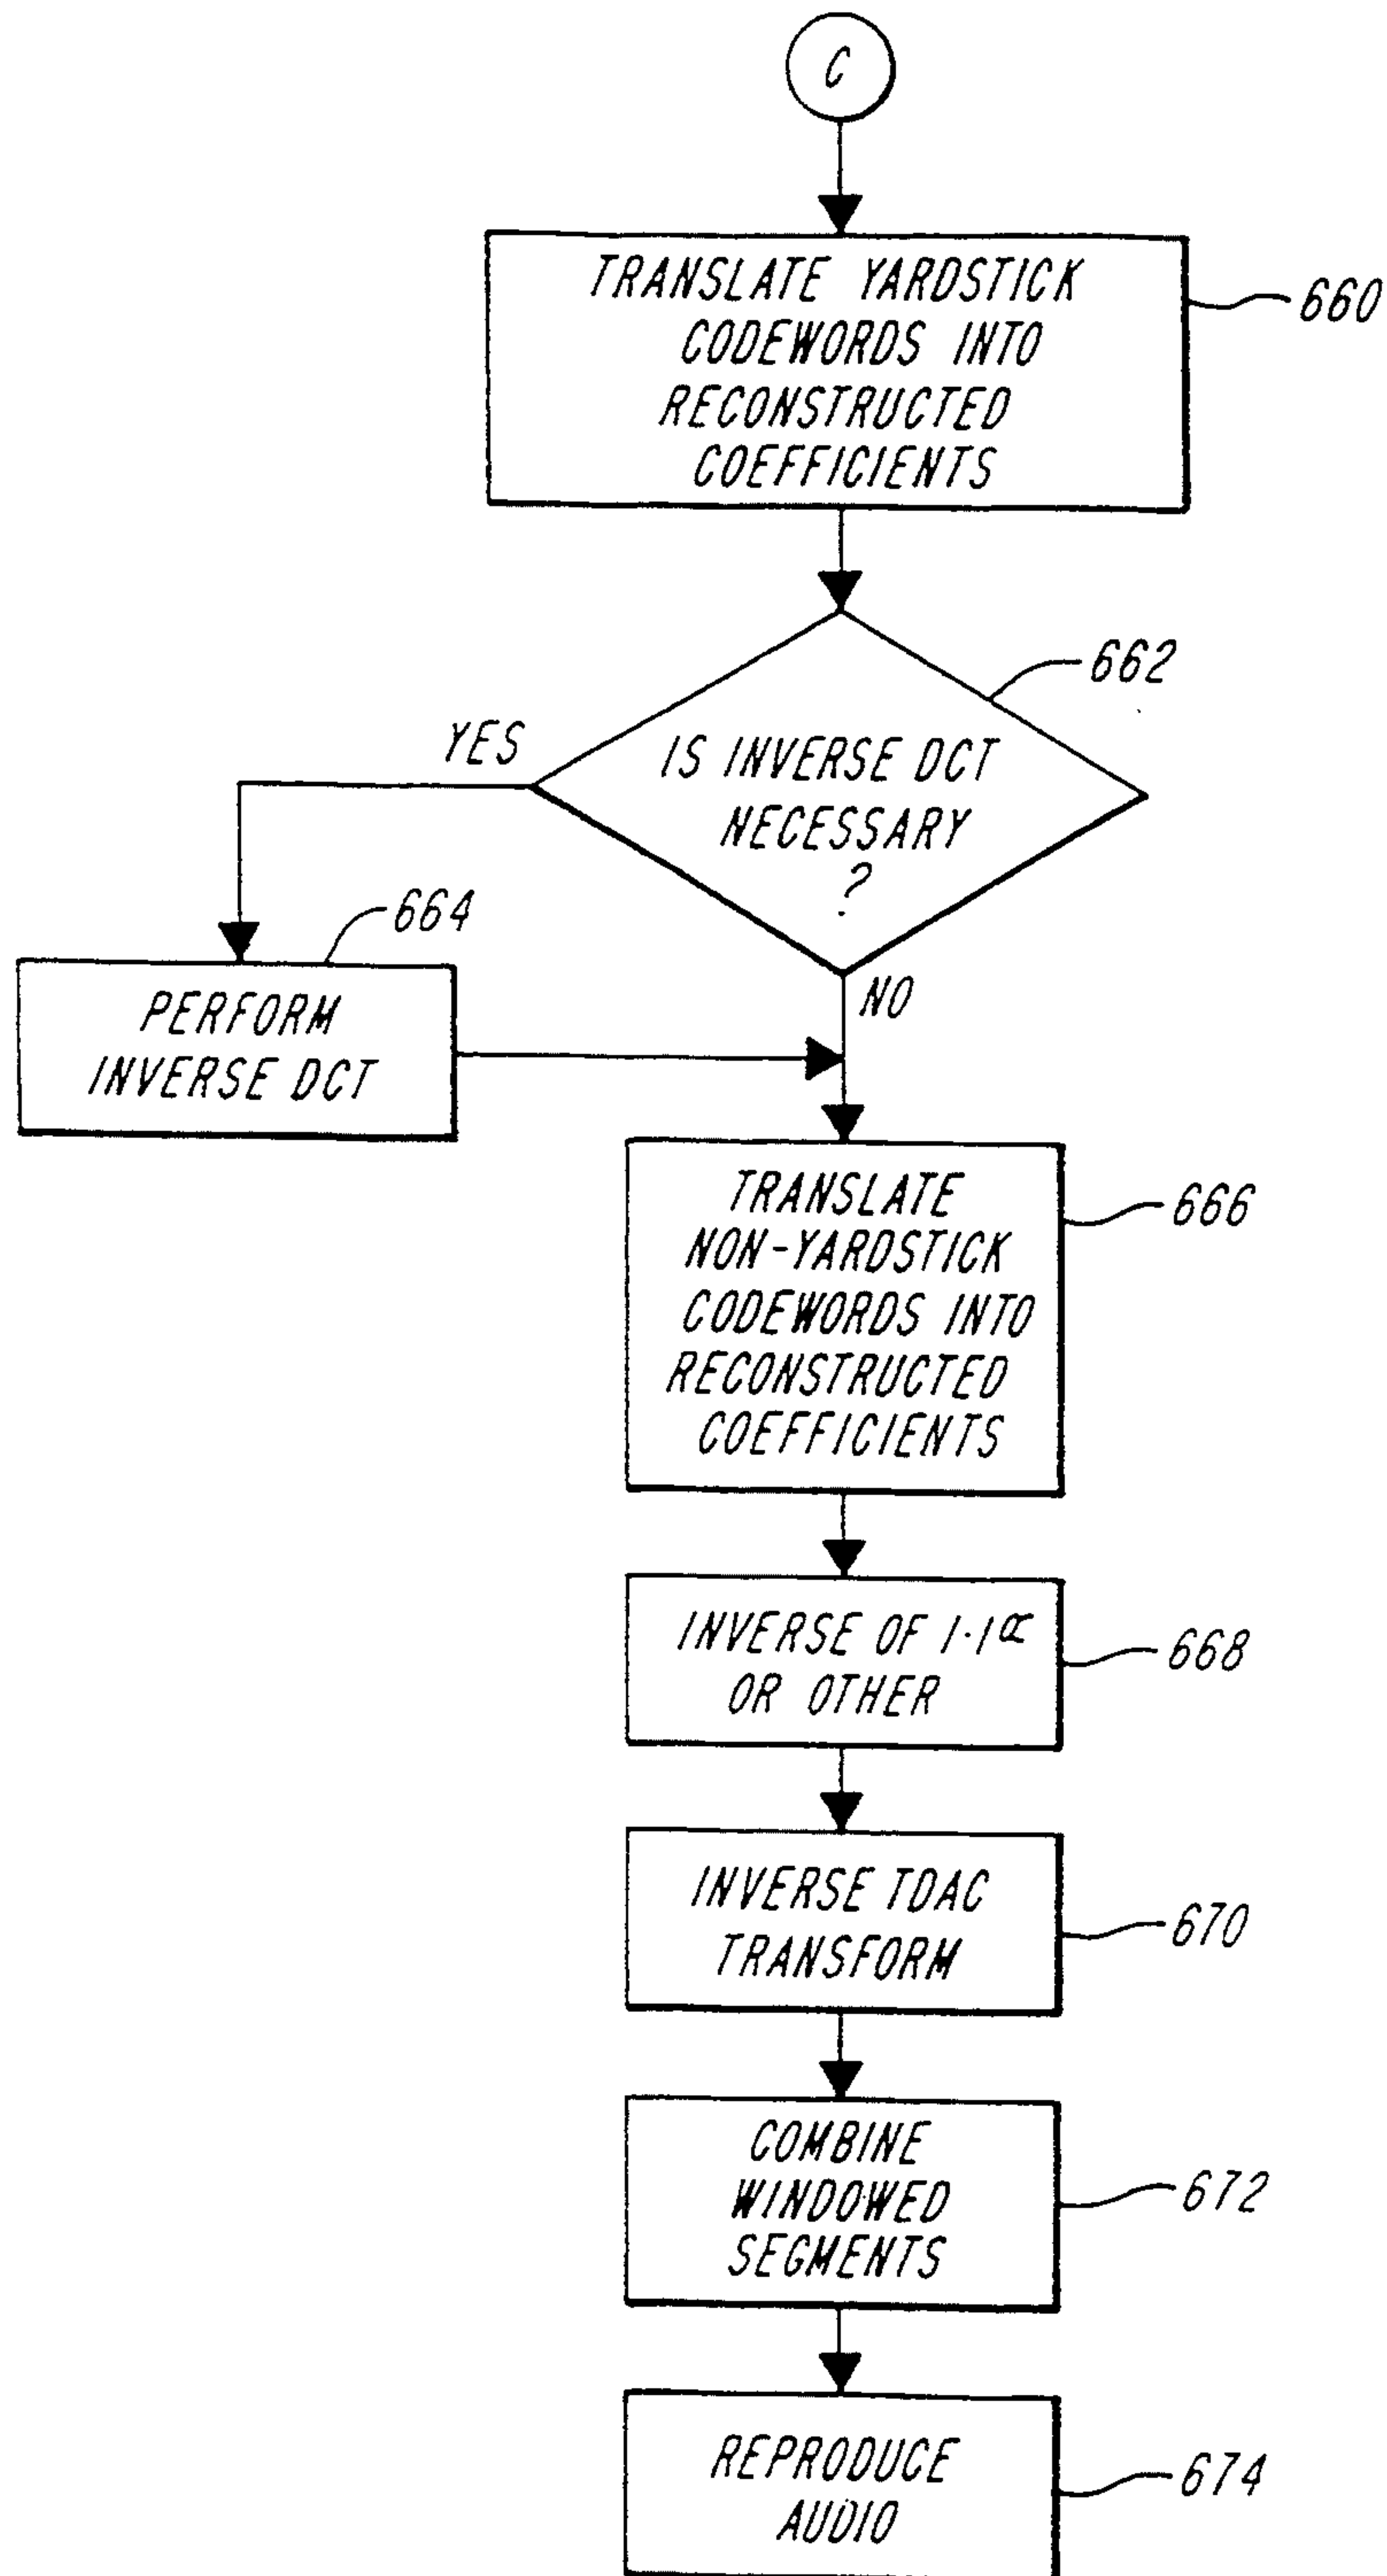 C
TRANSLATE YARDSTICK
CODEWORDS INTO
RECONSTRUCTED
COEFFICIENTS
660
662
YES
IS INVERSE DCT
NECESSARY
?
664
NO
PERFORM
INVERSE DCT
TRANSLATE
NON-YARDSTICK
CODEWORDS INTO
RECONSTRUCTED
COEFFICIENTS
666
INVERSE OF |·|α
OR OTHER
668
INVERSE TDAC
TRANSFORM
670
COMBINE
WINDOWED
SEGMENTS
672
REPRODUCE
AUDIO
674